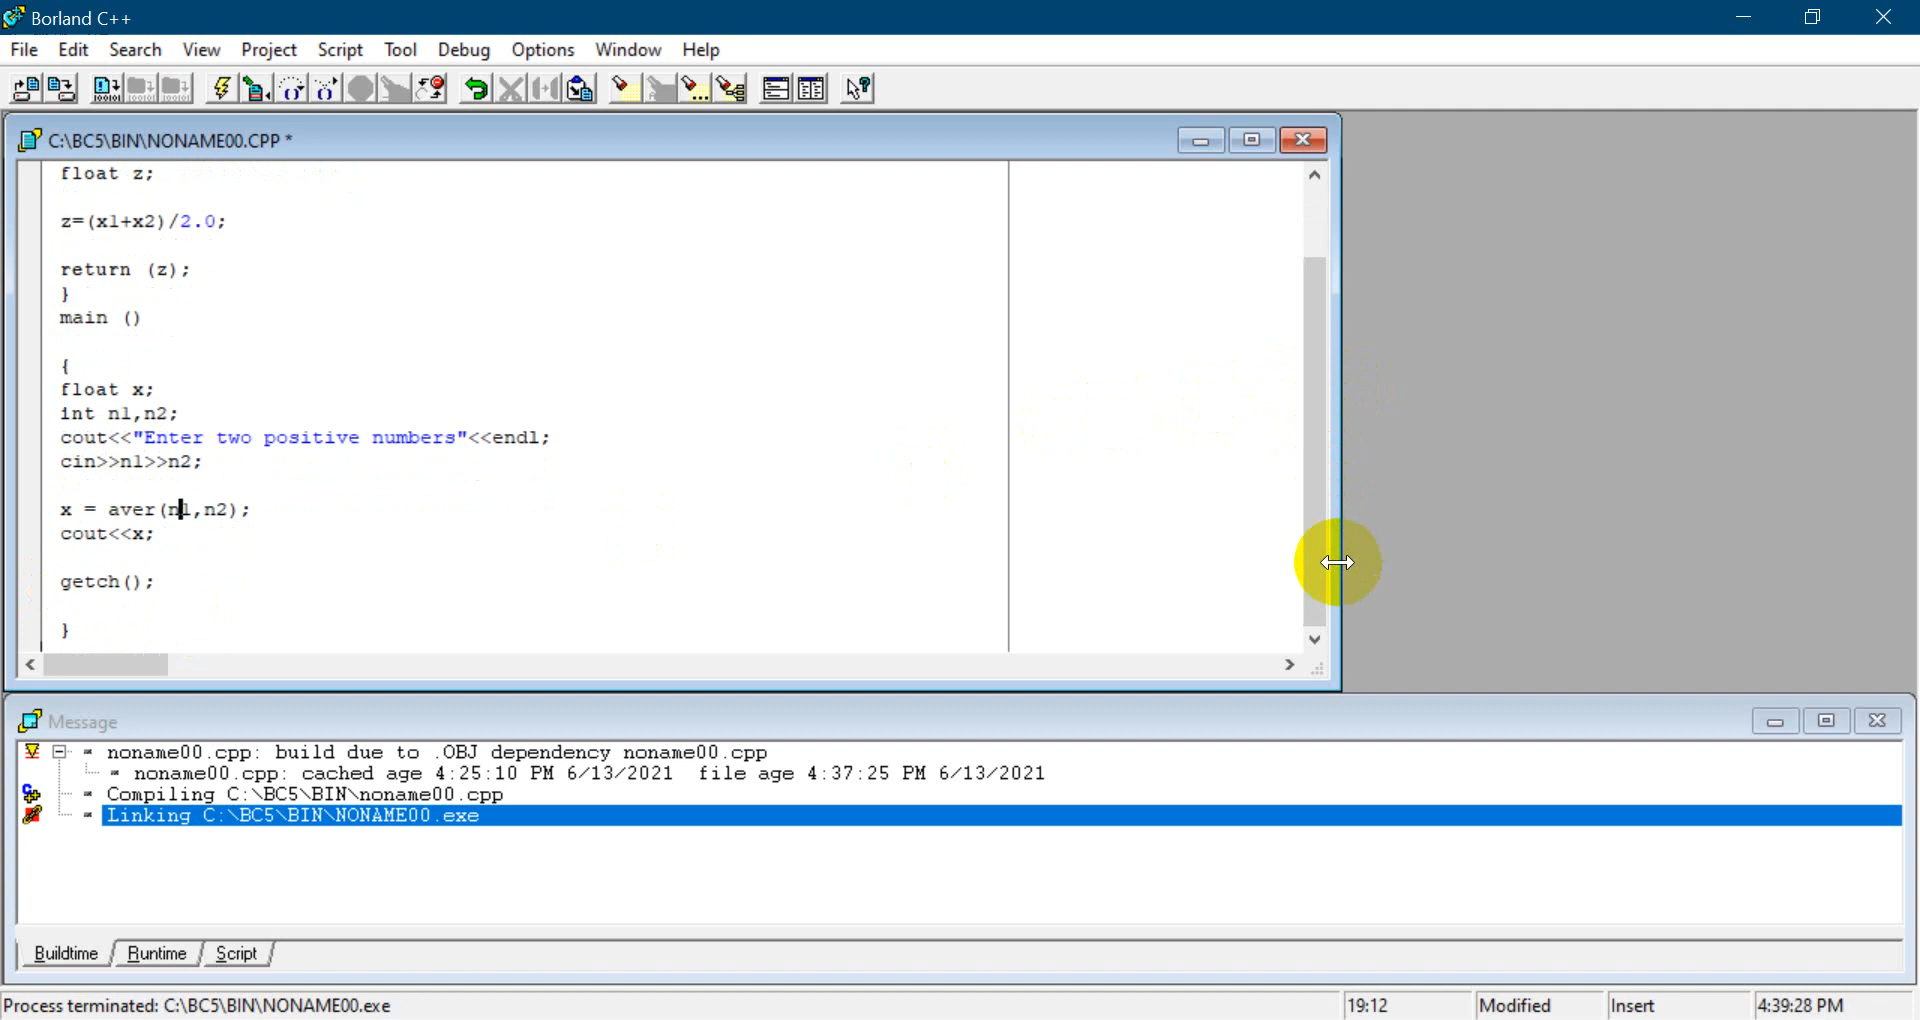 Borland C++
File Edit Search View Project Script Tool Debug Options Window Help
C:\BC5\BIN\NONAME00.CPP *
float z;
z=(x1+x2)/2.0;
return (z);
}
main ()
{
float x;
int n1,n2;
cout<<"Enter two positive numbers"<<endl;
cin>>n1>>n2;
x = aver(n1,n2);
cout<<x;
getch();
}
Message
noname00.cpp: build due to .OBJ dependency noname00.cpp
noname00.cpp: cached age 4:25:10 PM 6/13/2021 file age 4:37:25 PM 6/13/2021
Compiling C:\BC5\BIN\noname00.cpp
Linking C:\BC5\BIN\NONAME00.exe
Buildtime Runtime Script
Process terminated: C:\BC5\BIN\NONAME00.exe 19:12 Modified Insert 4:39:28 PM